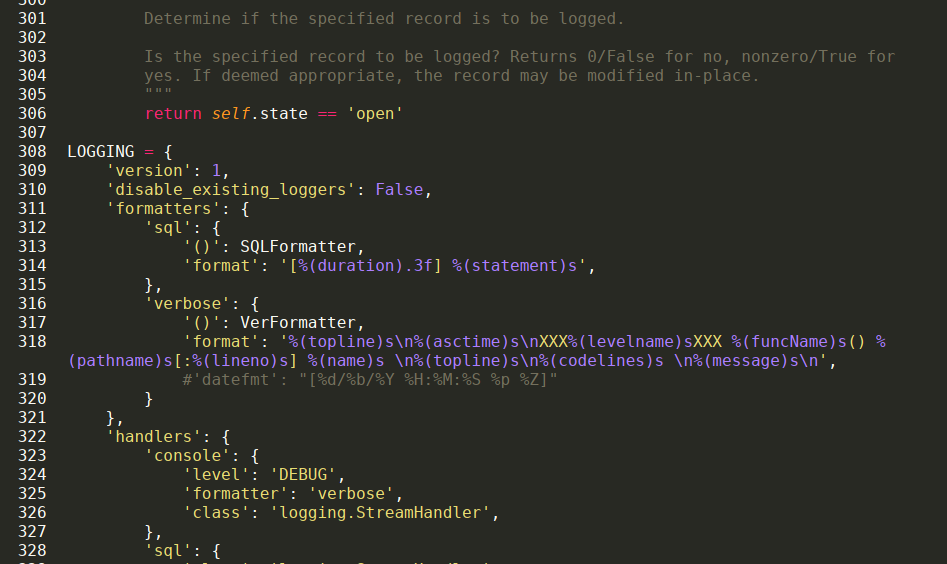 300
301          Determine if the specified record is to be logged.
302
303          Is the specified record to be logged? Returns 0/False for no, nonzero/True for
304          yes. If deemed appropriate, the record may be modified in-place.
305          """
306          return self.state == 'open'
307
308  LOGGING = {
309      'version': 1,
310      'disable_existing_loggers': False,
311      'formatters': {
312          'sql': {
313              '()': SQLFormatter,
314              'format': '[%(duration).3f] %(statement)s',
315          },
316          'verbose': {
317              '()': VerFormatter,
318              'format': '%(topline)s\n%(asctime)s\nXXX%(levelname)sXXX %(funcName)s() %
(pathname)s[:%(lineno)s] %(name)s \n%(topline)s\n%(codelines)s \n%(message)s\n',
319              #'datefmt': "[%d/%b/%Y %H:%M:%S %p %Z]"
320          }
321      },
322      'handlers': {
323          'console': {
324              'level': 'DEBUG',
325              'formatter': 'verbose',
326              'class': 'logging.StreamHandler',
327          },
328          'sql': {